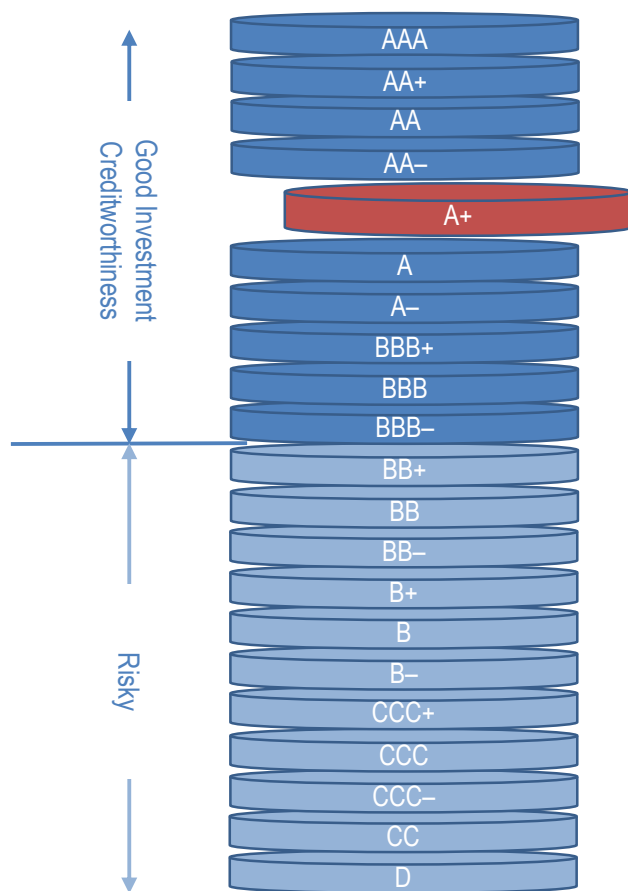 AAA
AA+
AA
AA–
A+
A
A–
BBB+
BBB
BBB–
BB+
BB
BB–
B+
B
B–
CCC+
CCC
CCC–
CC
D
Good Investment
Creditworthiness
Risky